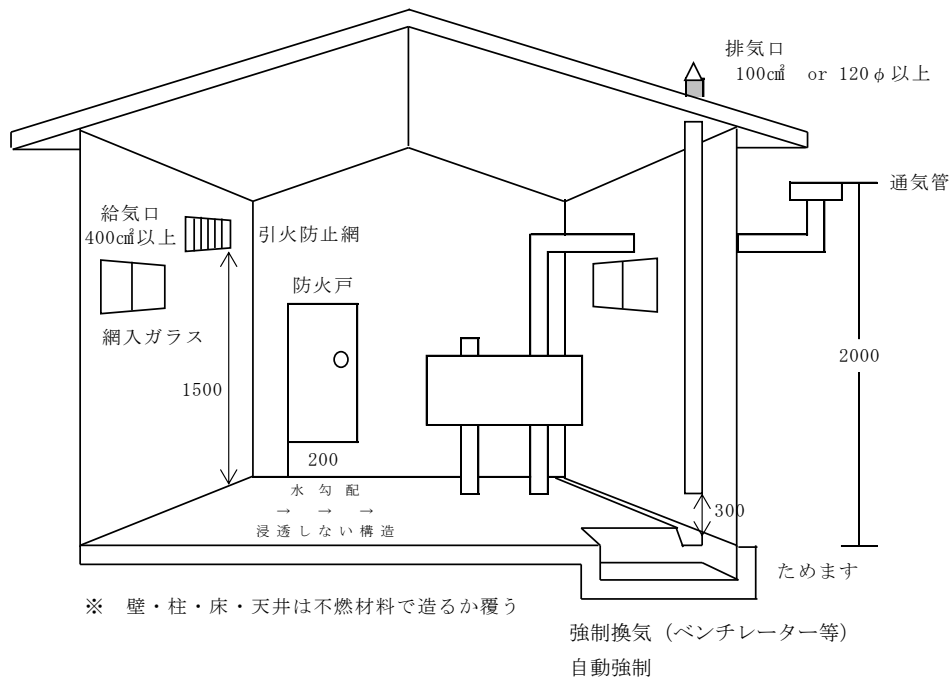 排気口
100㎠ or 120φ以上
通気管
給気口
400㎠以上
引火防止網
防火戸
網入ガラス
2000
1500
200
水 勾 配
→ → →
浸 透 し な い 構 造
300
ためます
※ 壁・柱・床・天井は不燃材料で造るか覆う
強制換気（ベンチレーター等）
自動強制